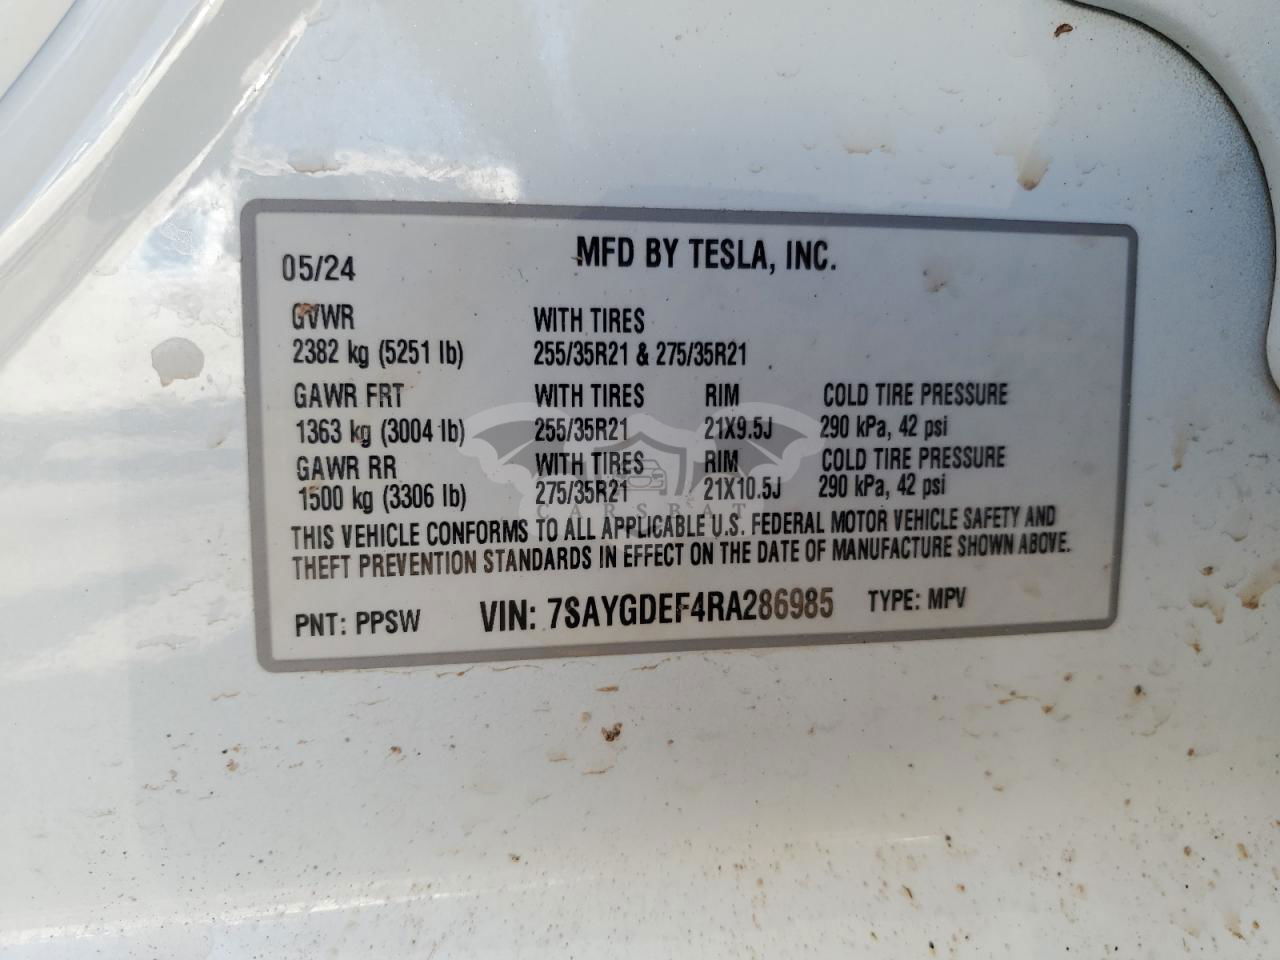 05/24 MFD BY TESLA, INC.
GVWR WITH TIRES
2382 kg (5251 lb) 255/35R21 & 275/35R21
GAWR FRT WITH TIRES RIM COLD TIRE PRESSURE
1363 kg (3004 lb) 255/35R21 21X9.5J 290 kPa, 42 psi
GAWR RR WITH TIRES RIM COLD TIRE PRESSURE
1500 kg (3306 lb) 275/35R21 21X10.5J 290 kPa, 42 psi
CARSBAT
THIS VEHICLE CONFORMS TO ALL APPLICABLE U.S. FEDERAL MOTOR VEHICLE SAFETY AND
THEFT PREVENTION STANDARDS IN EFFECT ON THE DATE OF MANUFACTURE SHOWN ABOVE.
PNT: PPSW VIN: 7SAYGDEF4RA286985 TYPE: MPV